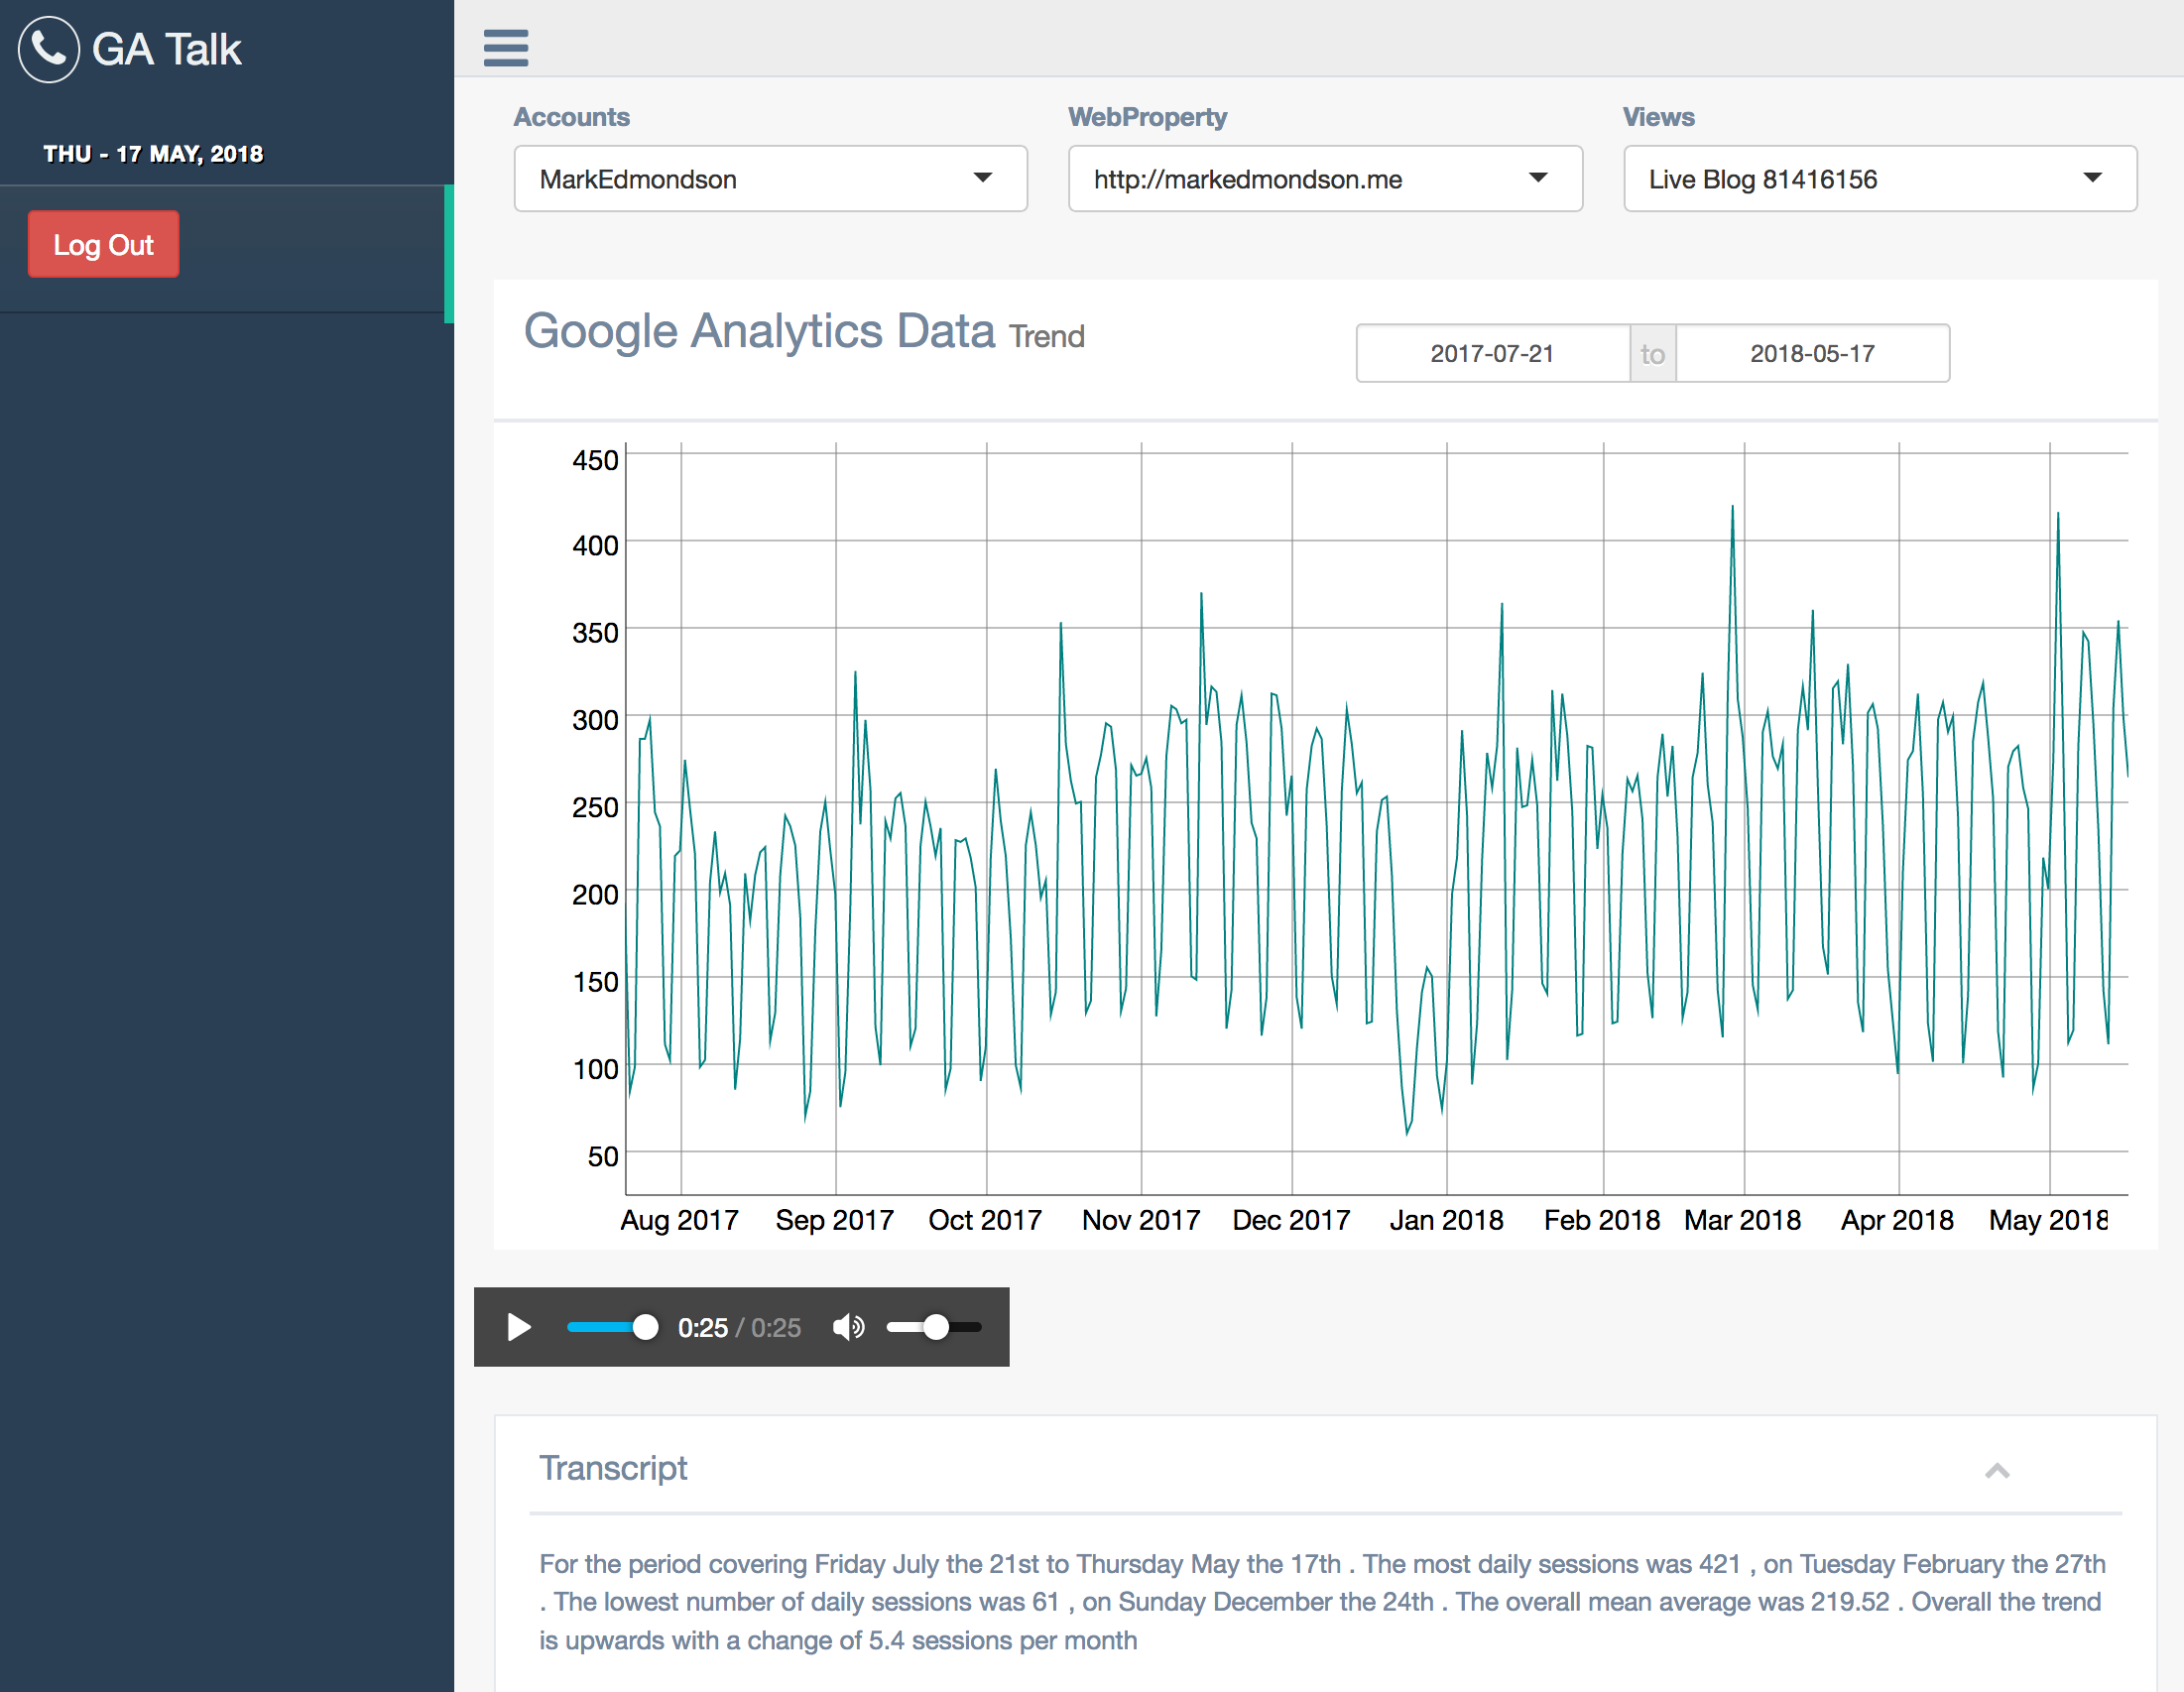 GA Talk
THU - 17 MAY, 2018
Log Out
Accounts
WebProperty
Views
MarkEdmondson
http://markedmondson.me
Live Blog 81416156
Google Analytics Data Trend
2017-07-21 to 2018-05-17
450
400
350
300
250
200
150
100
50
Aug 2017 Sep 2017 Oct 2017 Nov 2017 Dec 2017 Jan 2018 Feb 2018 Mar 2018 Apr 2018 May 2018
0:25 / 0:25
Transcript
For the period covering Friday July the 21st to Thursday May the 17th . The most daily sessions was 421 , on Tuesday February the 27th
. The lowest number of daily sessions was 61 , on Sunday December the 24th . The overall mean average was 219.52 . Overall the trend
is upwards with a change of 5.4 sessions per month